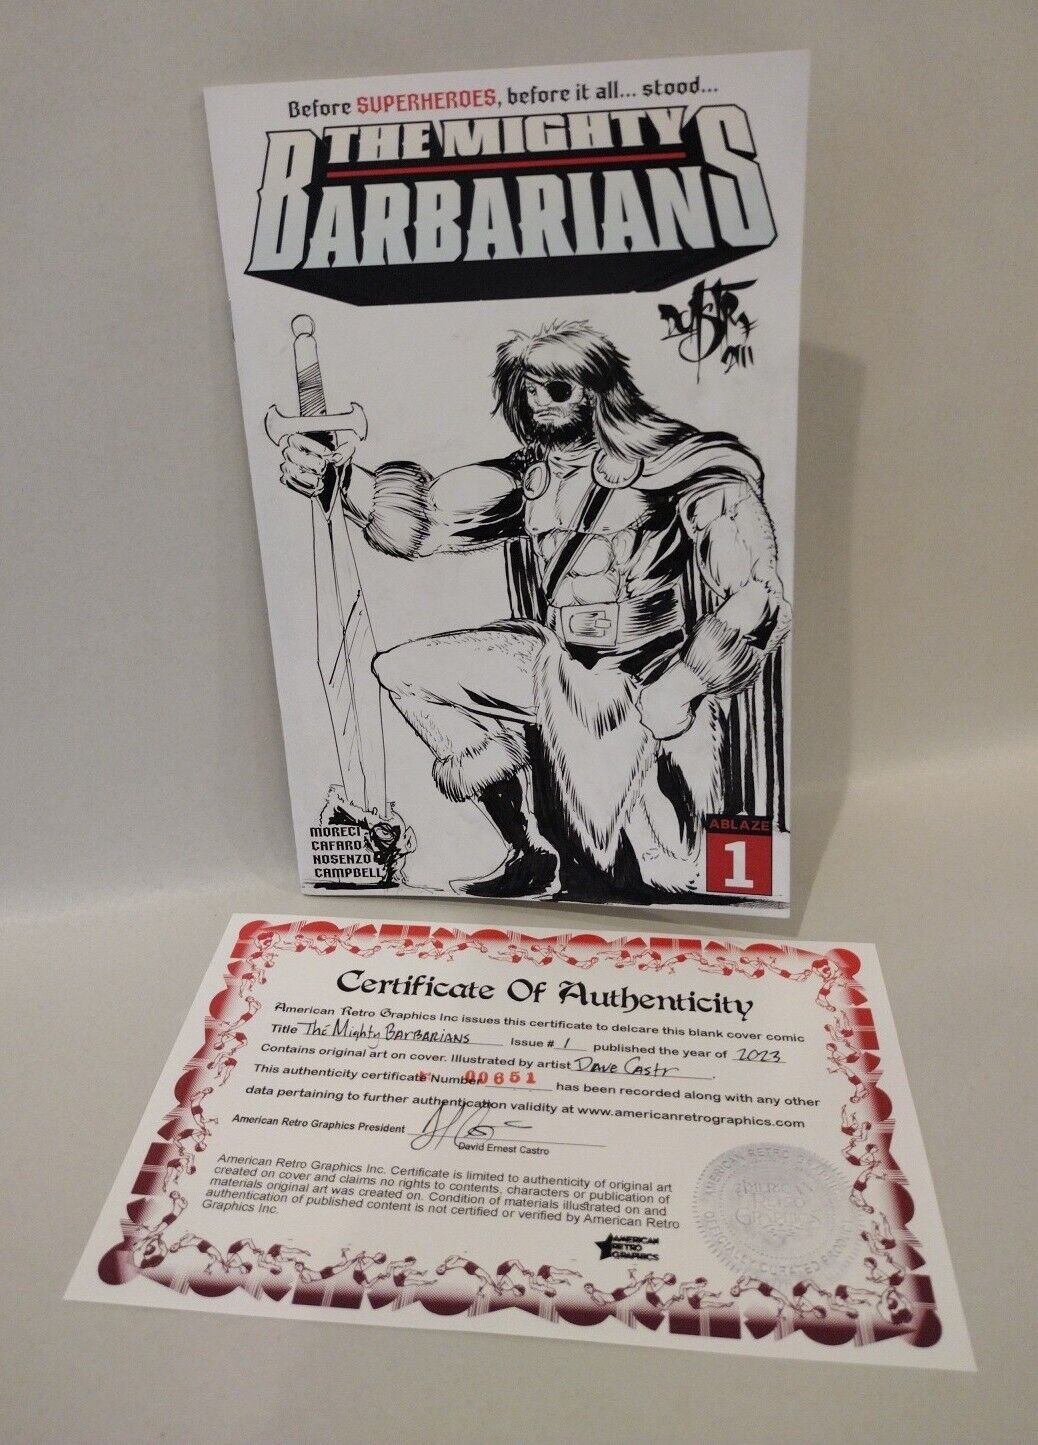 Before SUPERHEROES, before it all... stood...
THE MIGHTY
BARBARIANS
MORECI
CAFARO
NOSENZO
CAMPBELL
ABLAZE
1
Certificate Of Authenticity
American Retro Graphics Inc issues this certificate to delcare this blank cover comic
Title The Mighty BARBARIANS Issue # 1 published the year of 2023
Contains original art on cover. Illustrated by artist Dave Castr
This authenticity certificate Number 00651 has been recorded along with any other
data pertaining to further authentication validity at www.americanretrographics.com
American Retro Graphics President
David Ernest Castro
American Retro Graphics Inc. Certificate is limited to authenticity of original art
created on cover and claims no rights to contents, characters or publication of
materials original art was created on. Condition of materials illustrated on and
authentication of published content is not certified or verified by American Retro
Graphics Inc.
AMERICAN
RETRO
GRAPHICS